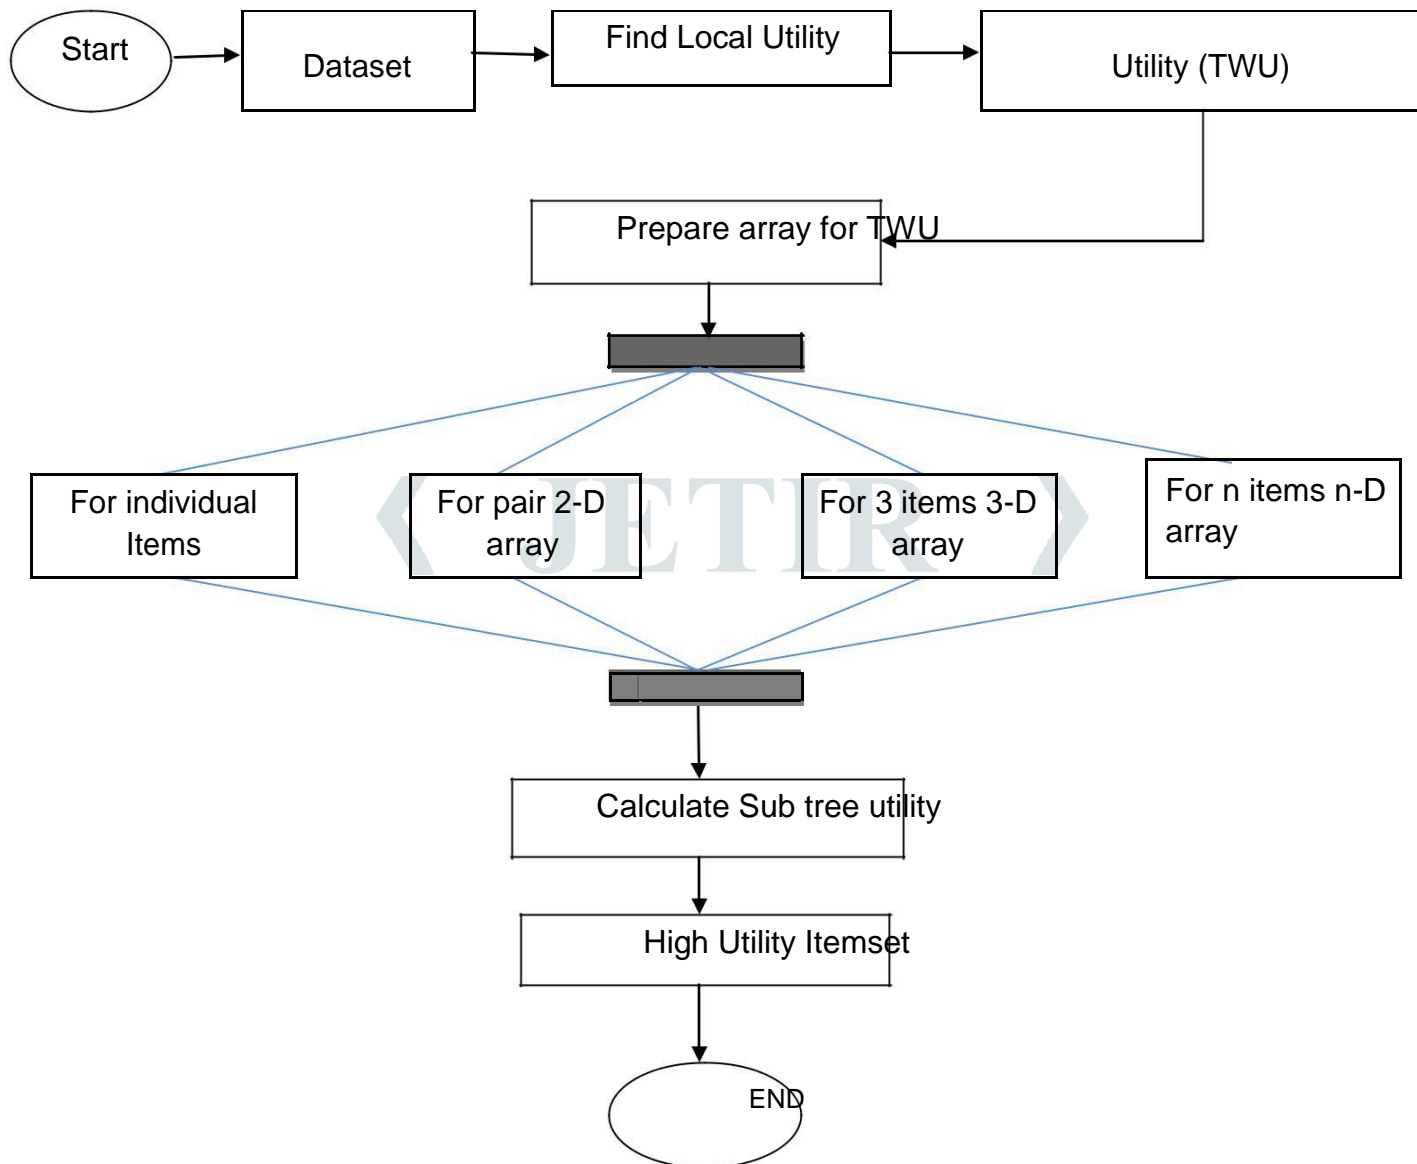 Start
Dataset
Find Local Utility
Utility (TWU)
Prepare array for TWU
For individual
Items
For pair 2-D
array
For 3 items 3-D
array
For n items n-D
array
JETIR
Calculate Sub tree utility
High Utility Itemset
END